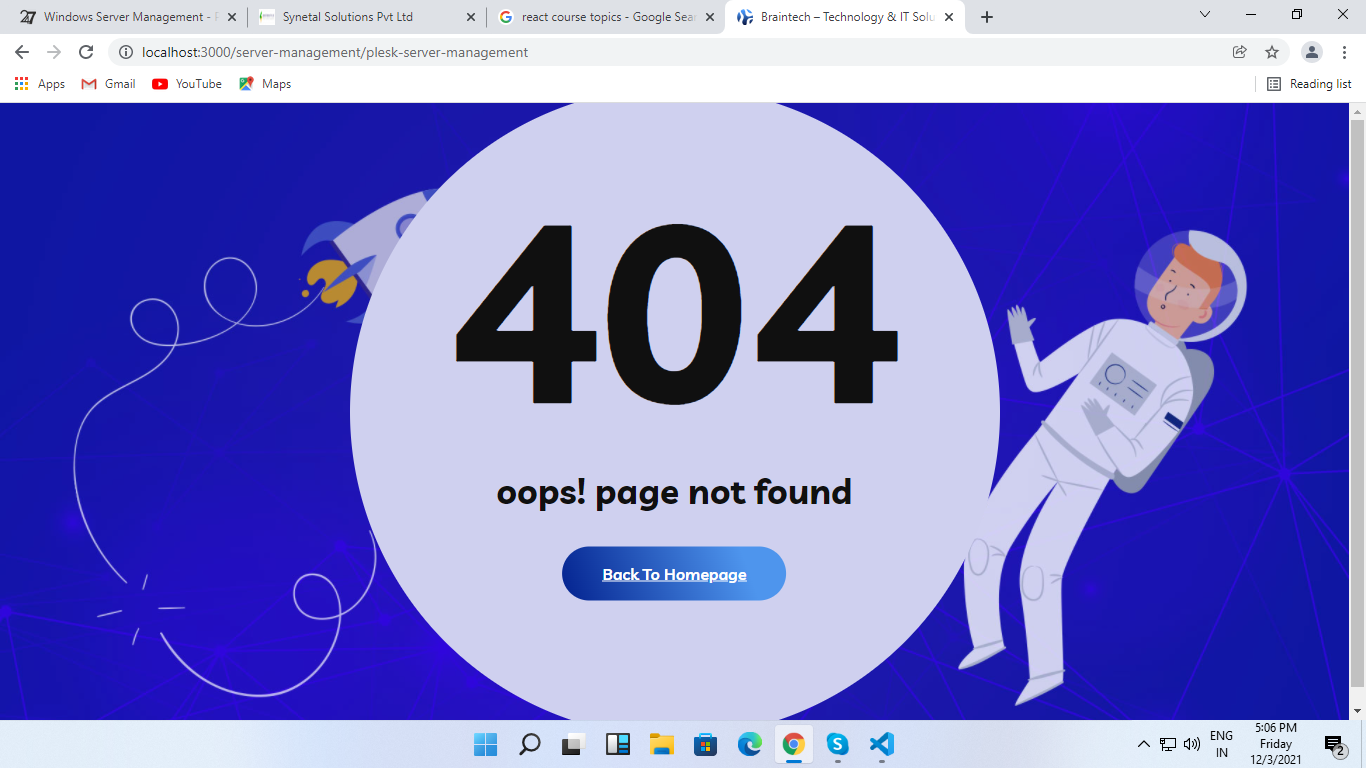 Windows Server Management - 
Synetal Solutions Pvt Ltd
react course topics - Google Sear
Braintech – Technology & IT Solu
localhost:3000/server-management/plesk-server-management
Apps
Gmail
YouTube
Maps
Reading list
404
oops! page not found
Back To Homepage
ENG
IN
5:06 PM
Friday
12/3/2021
2